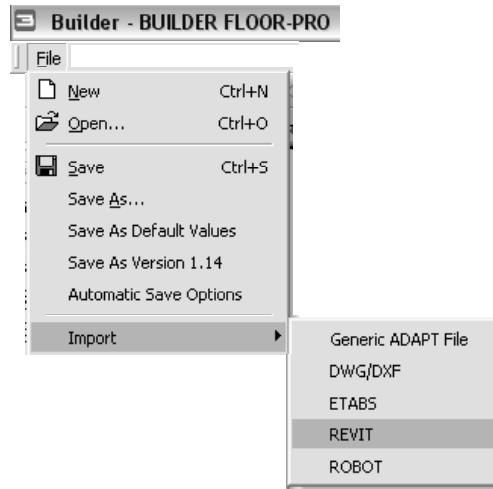 Builder - BUILDER FLOOR-PRO
File
New Ctrl+N
Open... Ctrl+O
Save Ctrl+S
Save As...
Save As Default Values
Save As Version 1.14
Automatic Save Options
Import
Generic ADAPT File
DWG/DXF
ETABS
REVIT
ROBOT